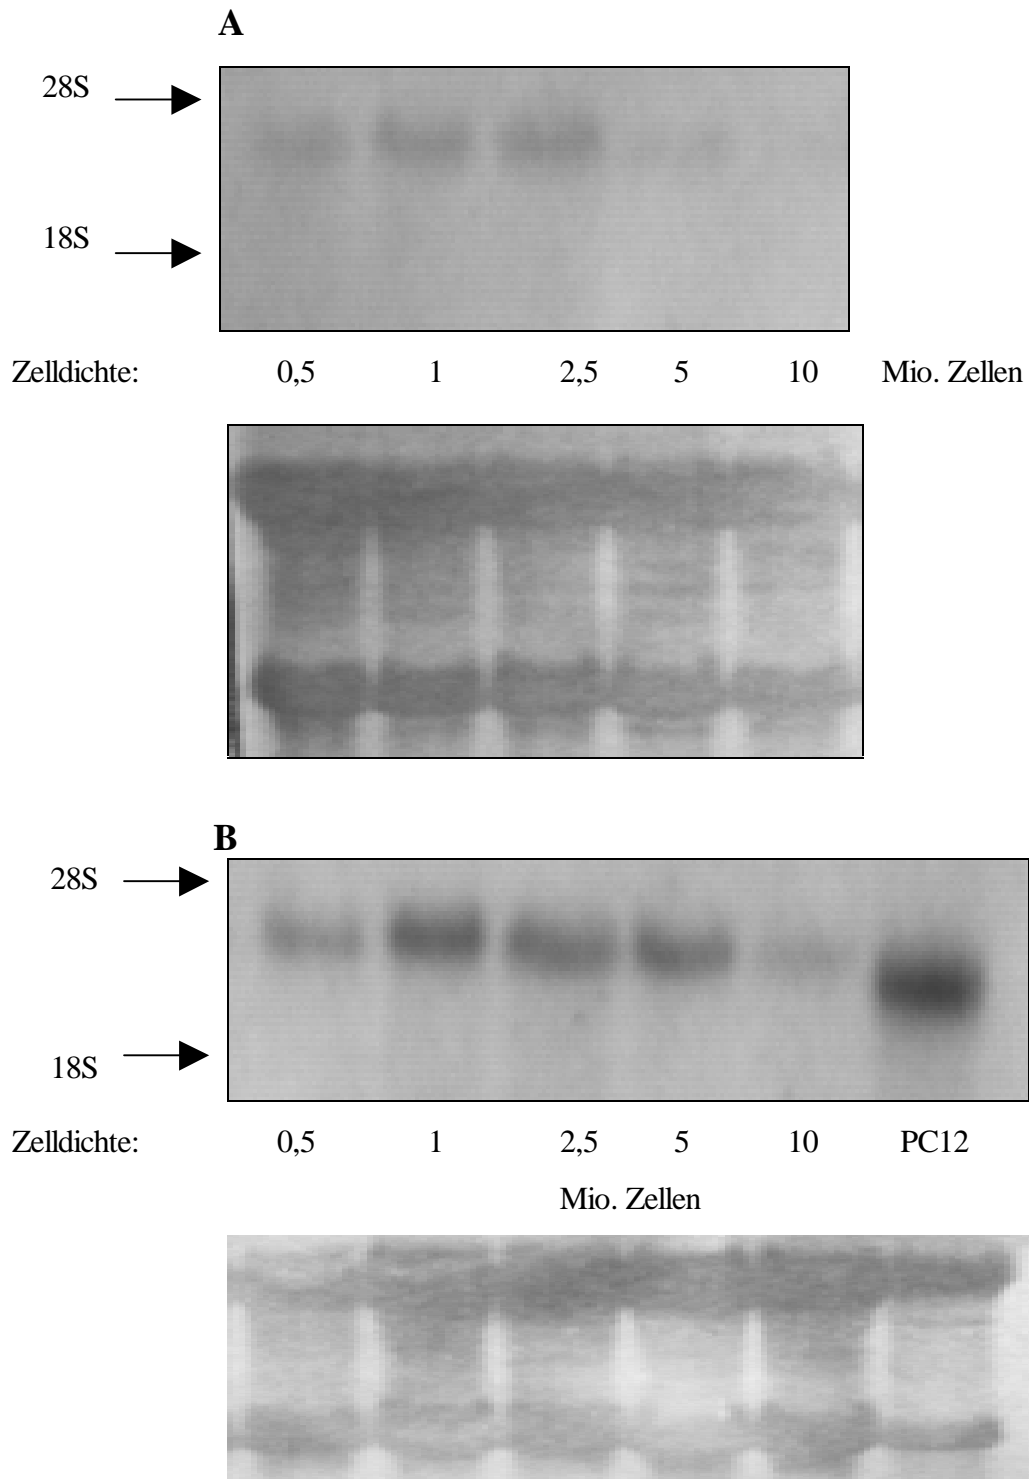 A
28S
18S
Zelldichte: 0,5 1 2,5 5 10 Mio. Zellen
B
28S
18S
Zelldichte: 0,5 1 2,5 5 10 PC12
Mio. Zellen